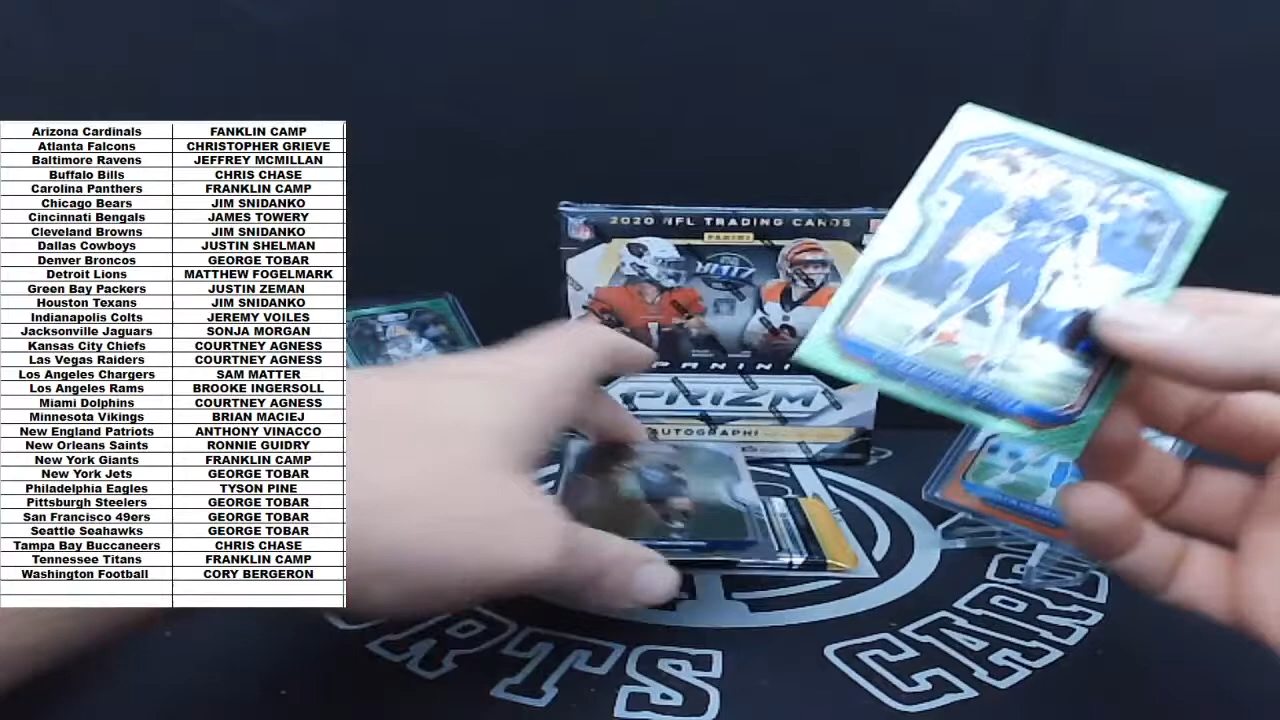 Arizona Cardinals FANKLIN CAMP
Atlanta Falcons CHRISTOPHER GRIEVE
Baltimore Ravens JEFFREY MCMILLAN
Buffalo Bills CHRIS CHASE
Carolina Panthers FRANKLIN CAMP
Chicago Bears JIM SNIDANKO
Cincinnati Bengals JAMES TOWERY
Cleveland Browns JIM SNIDANKO
Dallas Cowboys JUSTIN SHELMAN
Denver Broncos GEORGE TOBAR
Detroit Lions MATTHEW FOGELMARK
Green Bay Packers JUSTIN ZEMAN
Houston Texans JIM SNIDANKO
Indianapolis Colts JEREMY VOILES
Jacksonville Jaguars SONJA MORGAN
Kansas City Chiefs COURTNEY AGNESS
Las Vegas Raiders COURTNEY AGNESS
Los Angeles Chargers SAM MATTER
Los Angeles Rams BROOKE INGERSOLL
Miami Dolphins COURTNEY AGNESS
Minnesota Vikings BRIAN MACIEJ
New England Patriots ANTHONY VINACCO
New Orleans Saints RONNIE GUIDRY
New York Giants FRANKLIN CAMP
New York Jets GEORGE TOBAR
Philadelphia Eagles TYSON PINE
Pittsburgh Steelers GEORGE TOBAR
San Francisco 49ers GEORGE TOBAR
Seattle Seahawks GEORGE TOBAR
Tampa Bay Buccaneers CHRIS CHASE
Tennessee Titans FRANKLIN CAMP
Washington Football CORY BERGERON
2020 NFL TRADING CARDS
PANINI
PANINI
PRIZM
AUTOGRAPH
RTS CAR